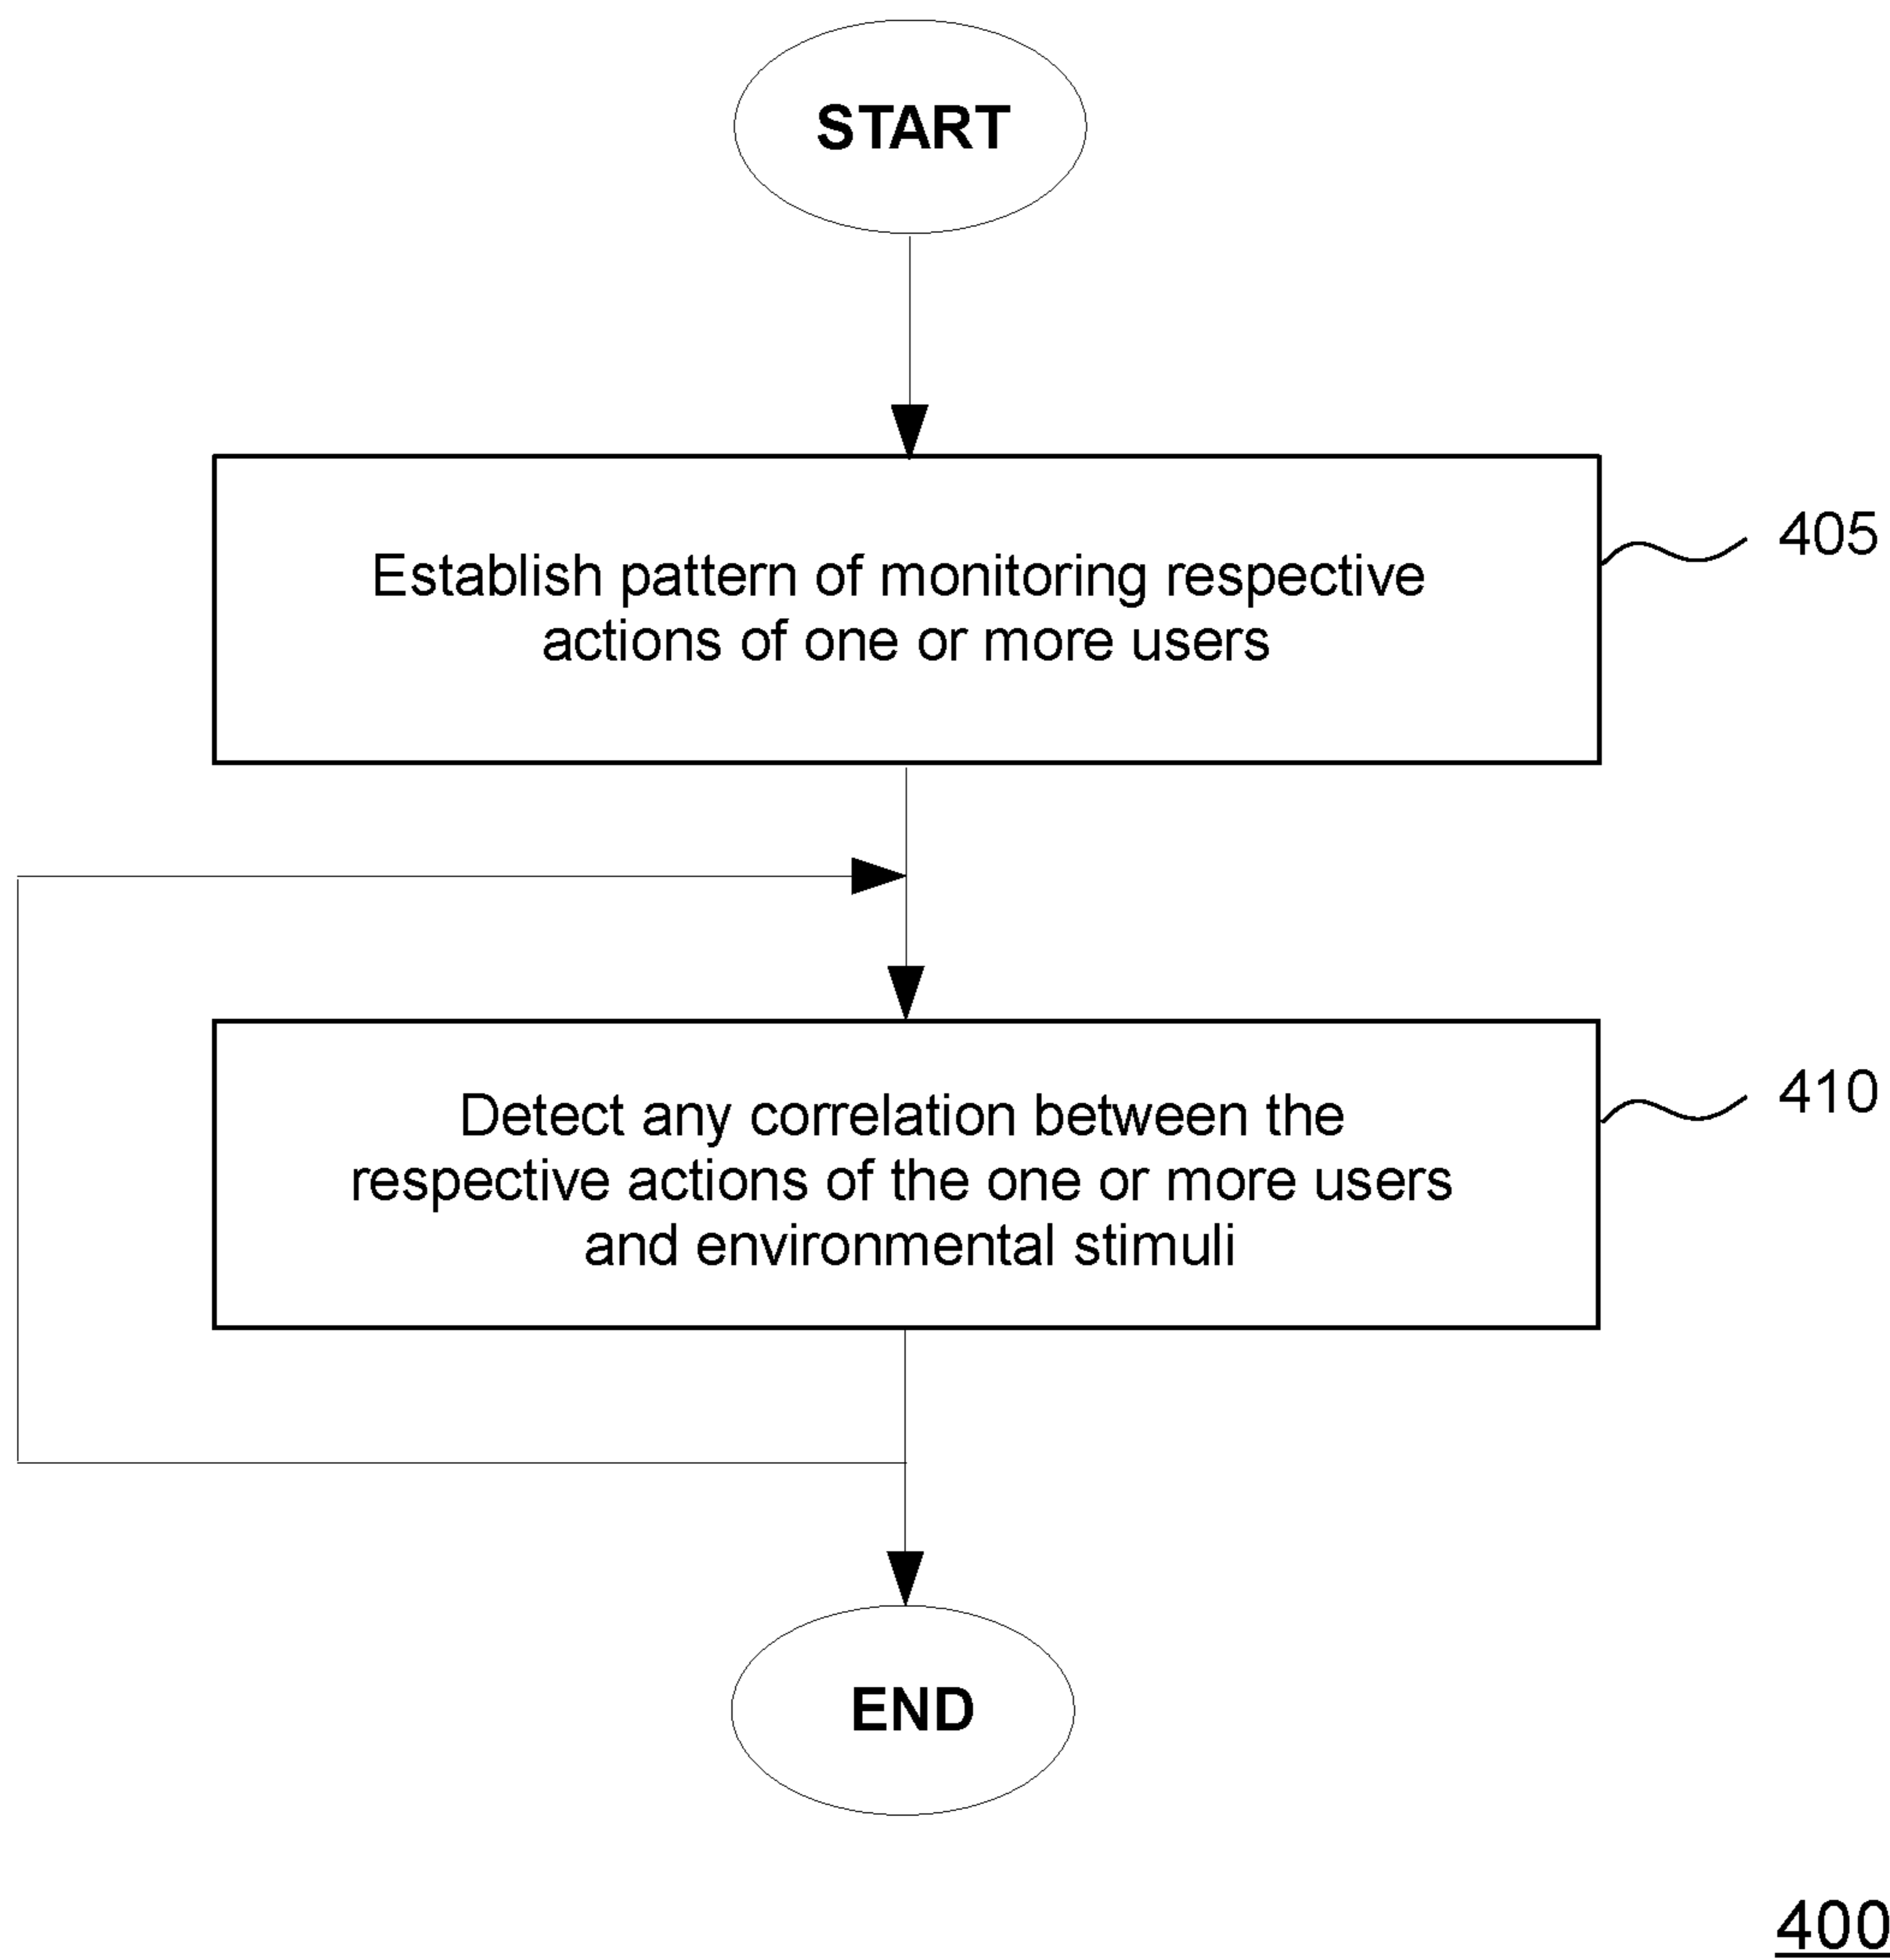 START
Establish pattern of monitoring respective
actions of one or more users
405
Detect any correlation between the
respective actions of the one or more users
and environmental stimuli
410
END
400